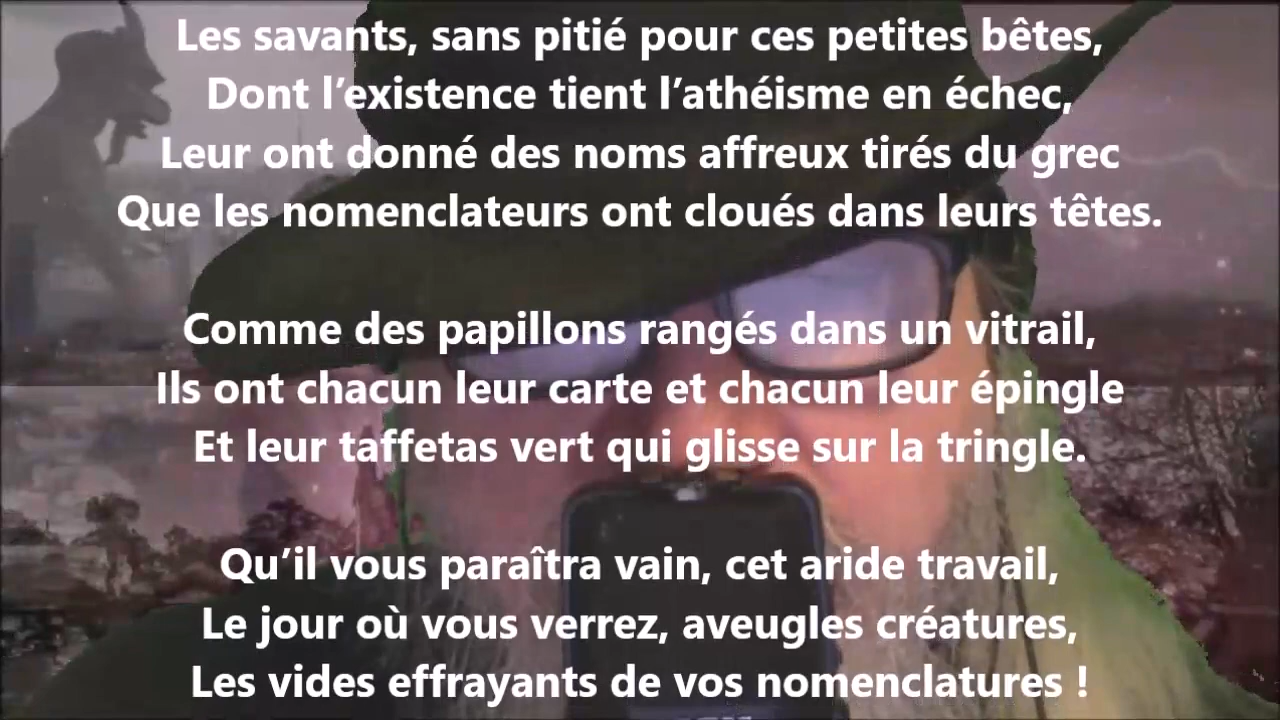 Les savants, sans pitié pour ces petites bêtes,
Dont l’existence tient l’athéisme en échec,
Leur ont donné des noms affreux tirés du grec
Que les nomenclateurs ont cloués dans leurs têtes.
Comme des papillons rangés dans un vitrail,
Ils ont chacun leur carte et chacun leur épingle
Et leur taffetas vert qui glisse sur la tringle.
Qu’il vous paraîtra vain, cet aride travail,
Le jour où vous verrez, aveugles créatures,
Les vides effrayants de vos nomenclatures !